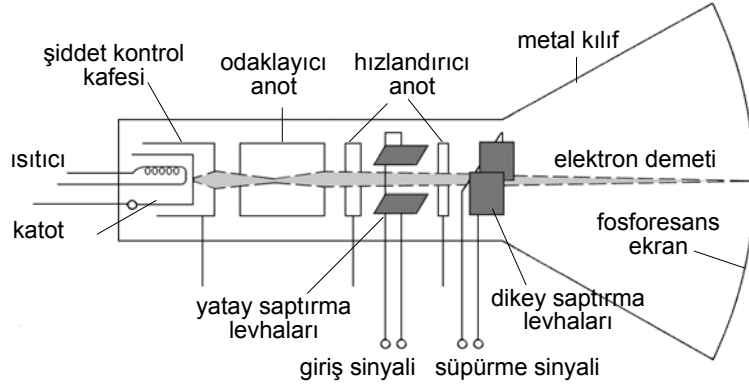 şiddet kontrol
kafesi
odaklayıcı
anot
hızlandırıcı
anot
metal kılıf
ısıtıcı
katot
elektron demeti
fosforesans
ekran
yatay saptırma
levhaları
dikey saptırma
levhaları
giriş sinyali
süpürme sinyali